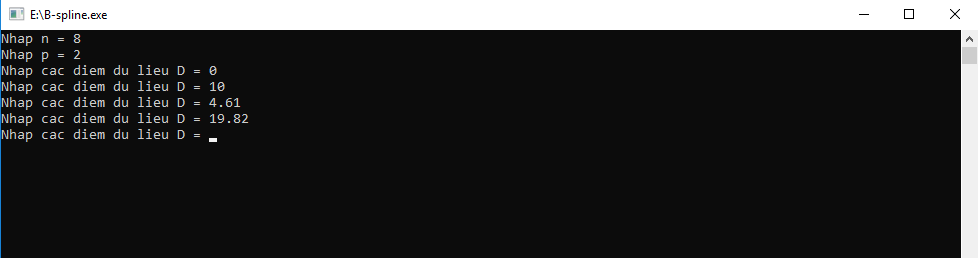 E:\B-spline.exe
Nhap n = 8
Nhap p = 2
Nhap cac diem du lieu D = 0
Nhap cac diem du lieu D = 10
Nhap cac diem du lieu D = 4.61
Nhap cac diem du lieu D = 19.82
Nhap cac diem du lieu D =